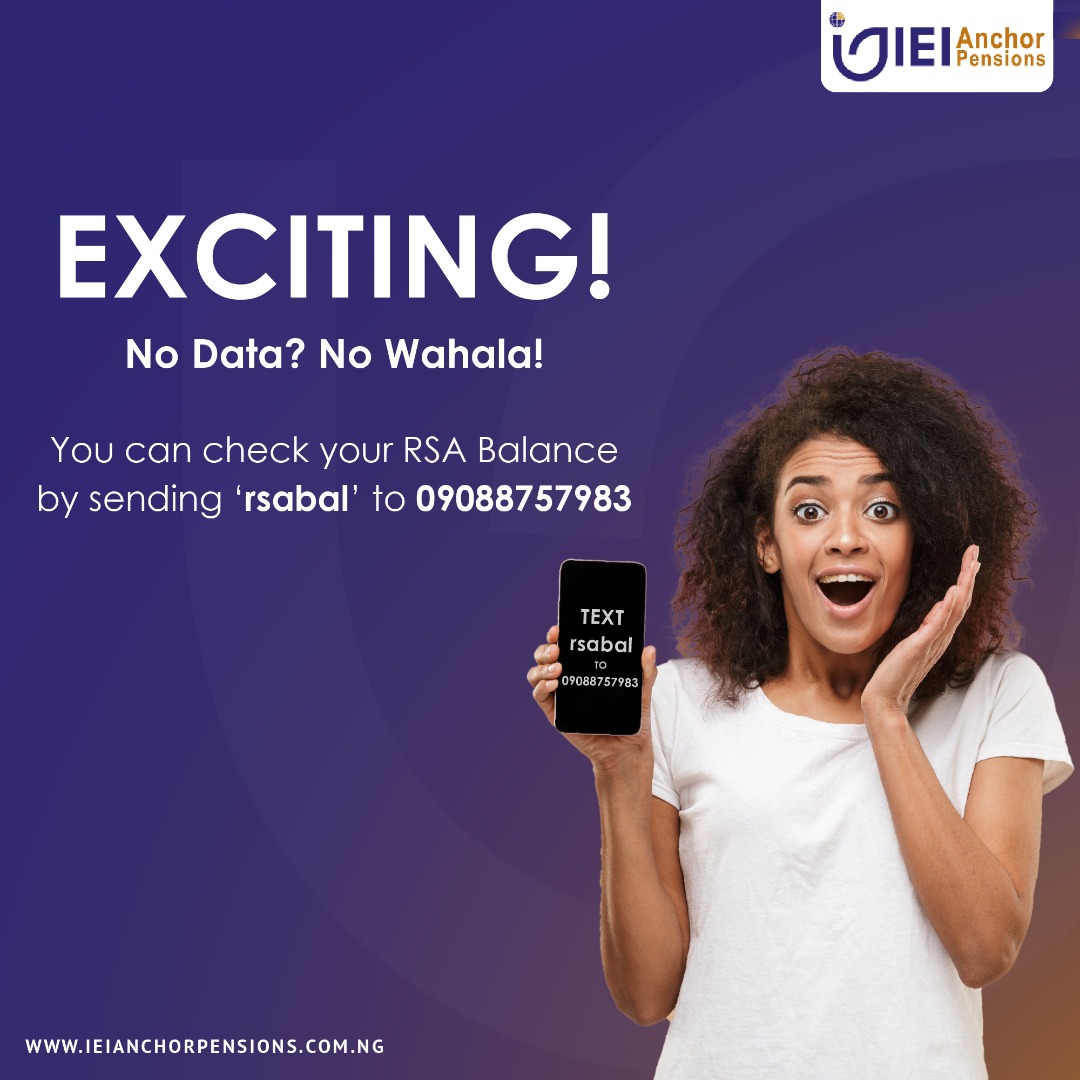 IEI Anchor
Pensions
EXCITING!
No Data? No Wahala!
You can check your RSA Balance
by sending ‘rsabal’ to 09088757983
TEXT
rsabal
TO
09088757983
WWW.IEIANCHORPENSIONS.COM.NG